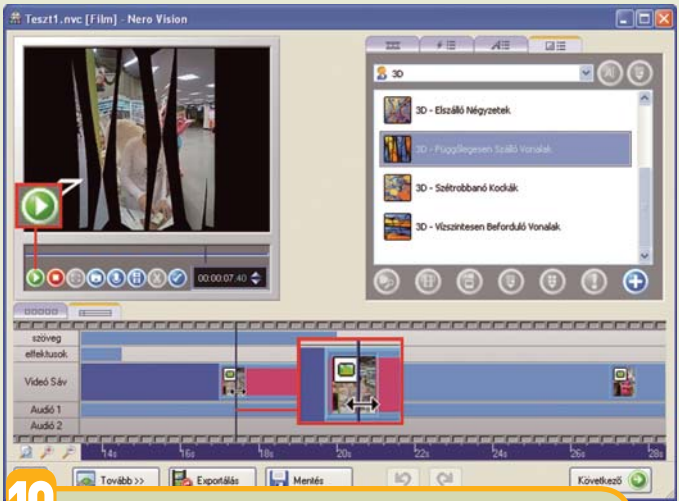 Teszt1.nvc [Film] - Nero Vision
3D
3D - Elszálló Négyzetek
3D - Függőlegesen Szálló Vonalak
3D - Szétrobbanó Kockák
3D - Vízszintesen Beforduló Vonalak
00:00:07.40
szöveg
effektusok
Videó Sáv
Audió 1
Audió 2
14s 16s 18s 20s 22s 24s 26s 28s
Tovább >> Exportálás Mentés Következő
10